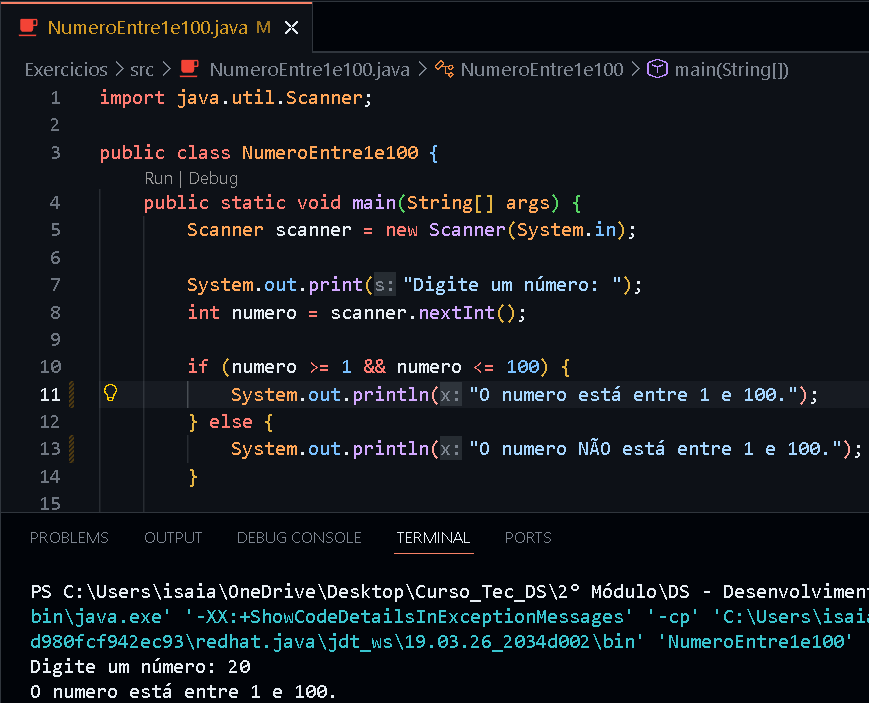 NumeroEntre1e100.java M
Exercicios > src > NumeroEntre1e100.java > NumeroEntre1e100 > main(String[])
1 import java.util.Scanner;
2
3 public class NumeroEntre1e100 {
Run | Debug
4 public static void main(String[] args) {
5 Scanner scanner = new Scanner(System.in);
6
7 System.out.print(s: "Digite um número: ");
8 int numero = scanner.nextInt();
9
10 if (numero >= 1 && numero <= 100) {
11 System.out.println(x: "O numero está entre 1 e 100.");
12 } else {
13 System.out.println(x: "O numero NÃO está entre 1 e 100.");
14 }
15
PROBLEMS OUTPUT DEBUG CONSOLE TERMINAL PORTS
PS C:\Users\isaia\OneDrive\Desktop\Curso_Tec_DS\2º Módulo\DS - Desenvolviment
bin\java.exe' '-XX:+ShowCodeDetailsInExceptionMessages' '-cp' 'C:\Users\isaia
d980fcf942ec93\redhat.java\jdt_ws\19.03.26_2034d002\bin' 'NumeroEntre1e100'
Digite um número: 20
O numero está entre 1 e 100.